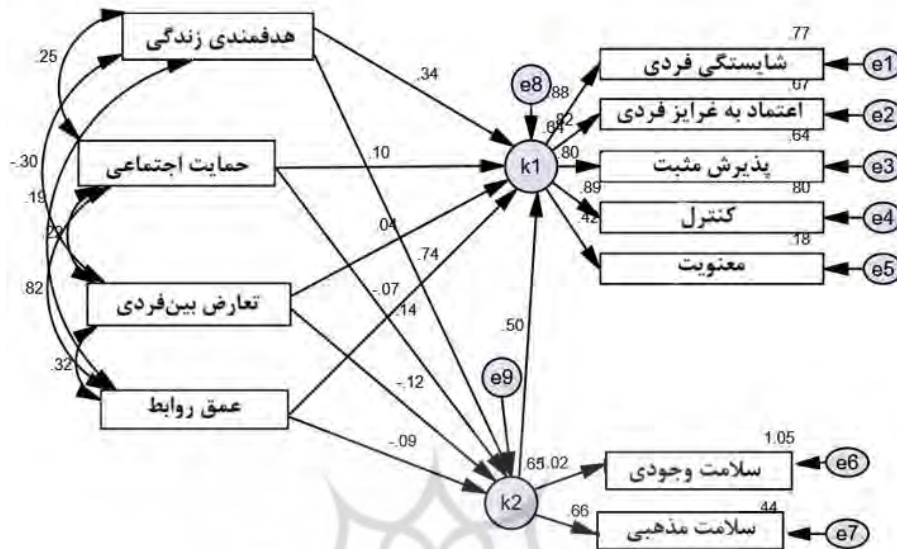 هدفمندی زندگی
.77
.25
شایستگی فردی
e1
.34
e8
.88
.67
اعتماد به غرایز فردی
e2
.82
.64
.64
-.30
حمایت اجتماعی
.10
k1
.80
پذیرش مثبت
e3
.19
.89
.80
کنترل
e4
.42
.04
.18
.74
معنویت
e5
82
تعارض بین‌فردی
-.07
.14
.50
.32
e9
عمق روابط
-.12
-.09
1.05
.65
1.02
سلامت وجودی
e6
k2
.66
.44
سلامت مذهبی
e7